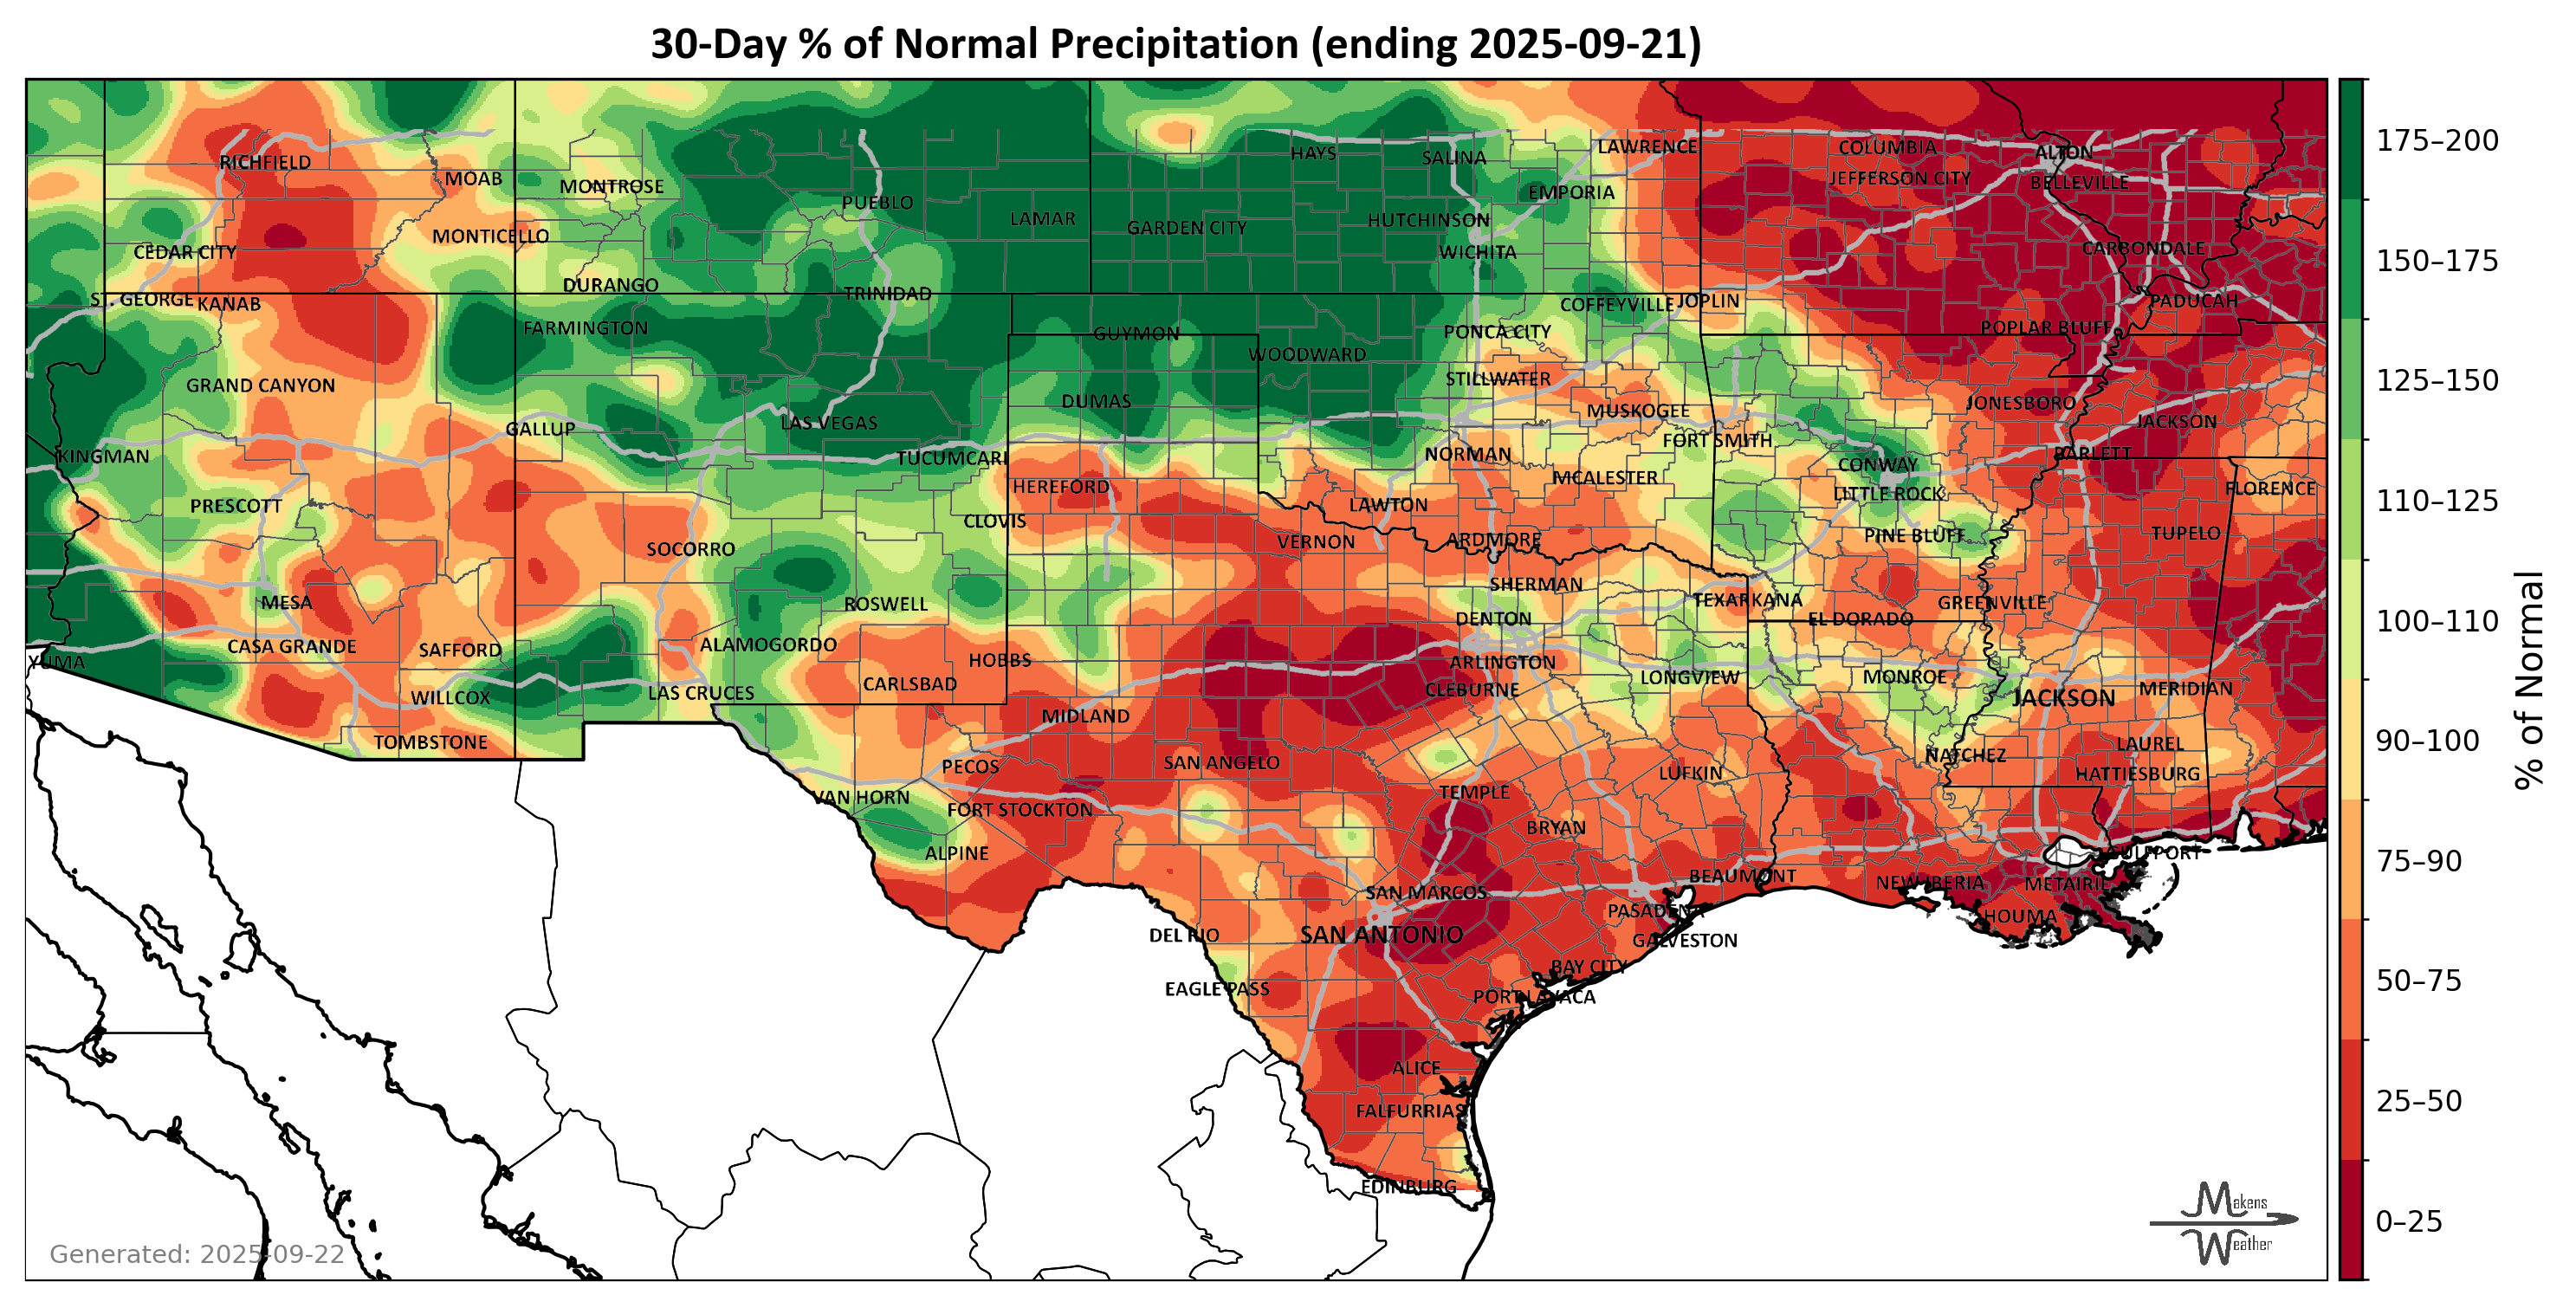 30-Day % of Normal Precipitation (ending 2025-09-21)
RICHFIELD
MOAB
MONTROSE
PUEBLO
LAMAR
HAYS
SALINA
LAWRENCE
COLUMBIA
ALTON
JEFFERSON CITY
BELLEVILLE
EMPORIA
GARDEN CITY
HUTCHINSON
MONTICELLO
CEDAR CITY
WICHITA
CARBONDALE
DURANGO
TRINIDAD
ST. GEORGE
KANAB
COFFEYVILLE
JOPLIN
PADUCAH
FARMINGTON
GUYMON
PONCA CITY
POPLAR BLUFF
WOODWARD
GRAND CANYON
STILLWATER
DUMAS
MUSKOGEE
JONESBORO
JACKSON
LAS VEGAS
GALLUP
FORT SMITH
KINGMAN
TUCUMCARI
NORMAN
BARLETT
CONWAY
HEREFORD
MCALESTER
LITTLE ROCK
FLORENCE
PRESCOTT
LAWTON
CLOVIS
PINE BLUFF
TUPELO
SOCORRO
VERNON
ARDMORE
SHERMAN
MESA
ROSWELL
DENTON
TEXARKANA
GREENVILLE
EL DORADO
CASA GRANDE
SAFFORD
ALAMOGORDO
HOBBS
ARLINGTON
YUMA
CARLSBAD
CLEBURNE
LONGVIEW
MONROE
MERIDIAN
WILLCOX
LAS CRUCES
JACKSON
MIDLAND
TOMBSTONE
LAUREL
NATCHEZ
PECOS
SAN ANGELO
LUFKIN
HATTIESBURG
VAN HORN
FORT STOCKTON
TEMPLE
BRYAN
ALPINE
GULFPORT
BEAUMONT
NEW IBERIA
METAIRIE
SAN MARCOS
PASADENA
HOUMA
DEL RIO
SAN ANTONIO
GALVESTON
BAY CITY
EAGLE PASS
PORT LAVACA
ALICE
FALFURRIAS
EDINBURG
175–200
150–175
125–150
110–125
100–110
90–100
75–90
50–75
25–50
0–25
% of Normal
Makens
Weather
Generated: 2025-09-22